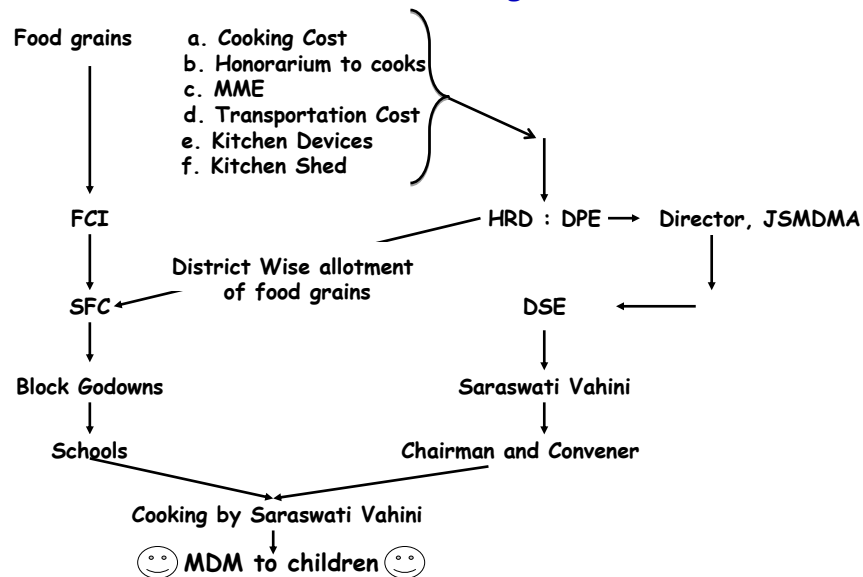 Food grains
a. Cooking Cost
b. Honorarium to cooks
c. MME
d. Transportation Cost
e. Kitchen Devices
f. Kitchen Shed
FCI
HRD : DPE
Director, JSMDMA
District Wise allotment
of food grains
SFC
DSE
Block Godowns
Saraswati Vahini
Schools
Chairman and Convener
Cooking by Saraswati Vahini
MDM to children